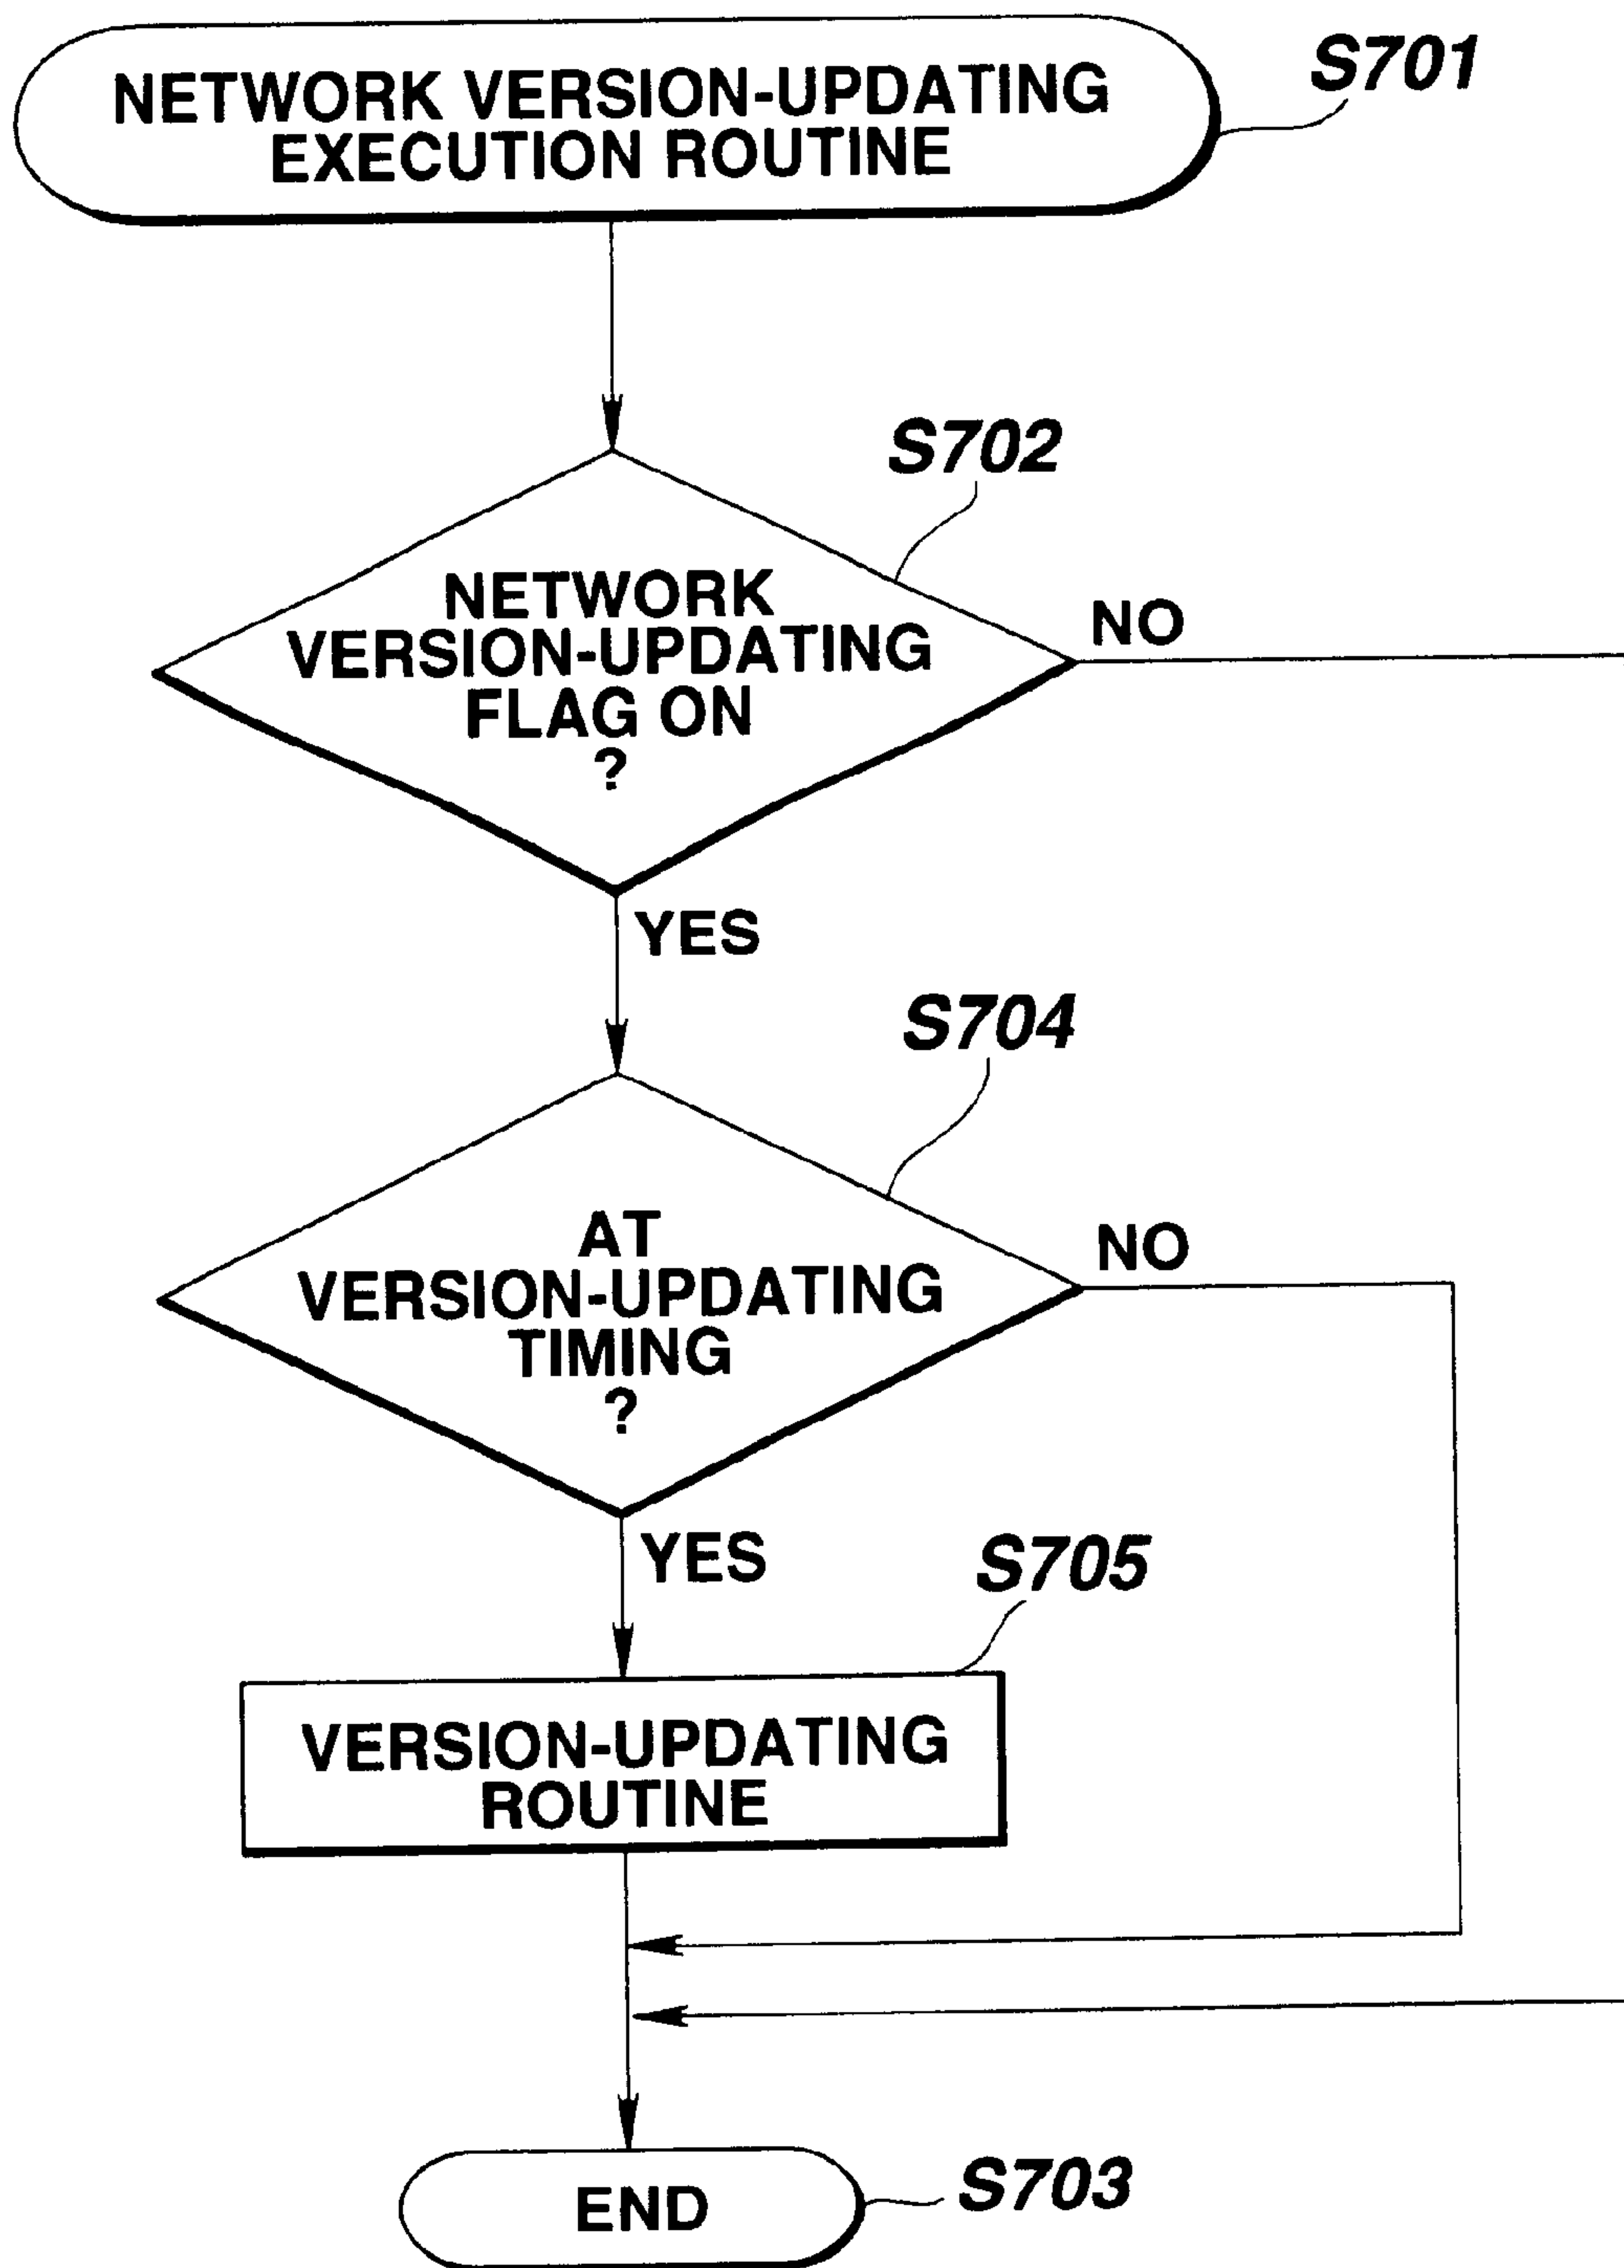 NETWORK VERSION-UPDATING
EXECUTION ROUTINE
S701
S702
NETWORK
VERSION-UPDATING
FLAG ON
?
NO
YES
S704
AT
VERSION-UPDATING
TIMING
?
NO
YES
S705
VERSION-UPDATING
ROUTINE
END
S703